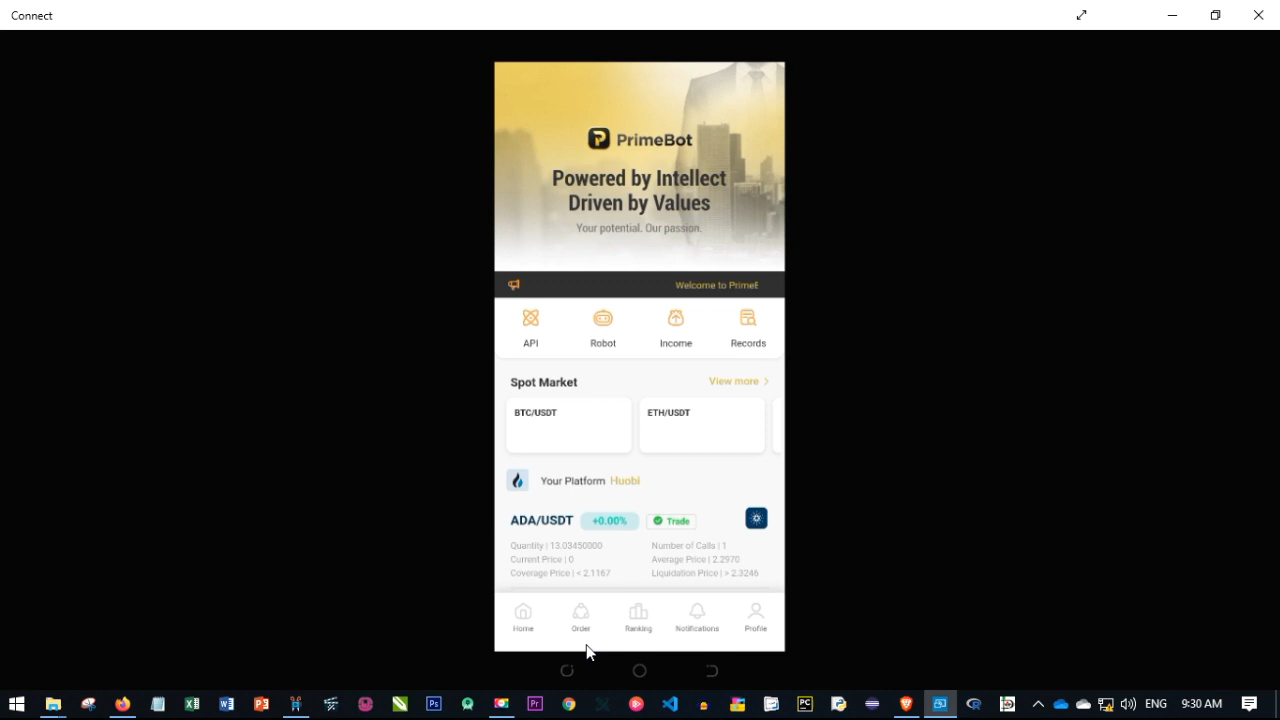 Connect
PrimeBot
Powered by Intellect
Driven by Values
Your potential. Our passion.
Welcome to PrimeB
API Robot Income Records
Spot Market View more
BTC/USDT ETH/USDT
Your Platform Huobi
ADA/USDT +0.00% Trade
Quantity | 13.03450000 Number of Calls | 1
Current Price | 0 Average Price | 2.2970
Coverage Price | < 2.1167 Liquidation Price | > 2.3246
Home Order Ranking Notifications Profile
ENG 9:30 AM